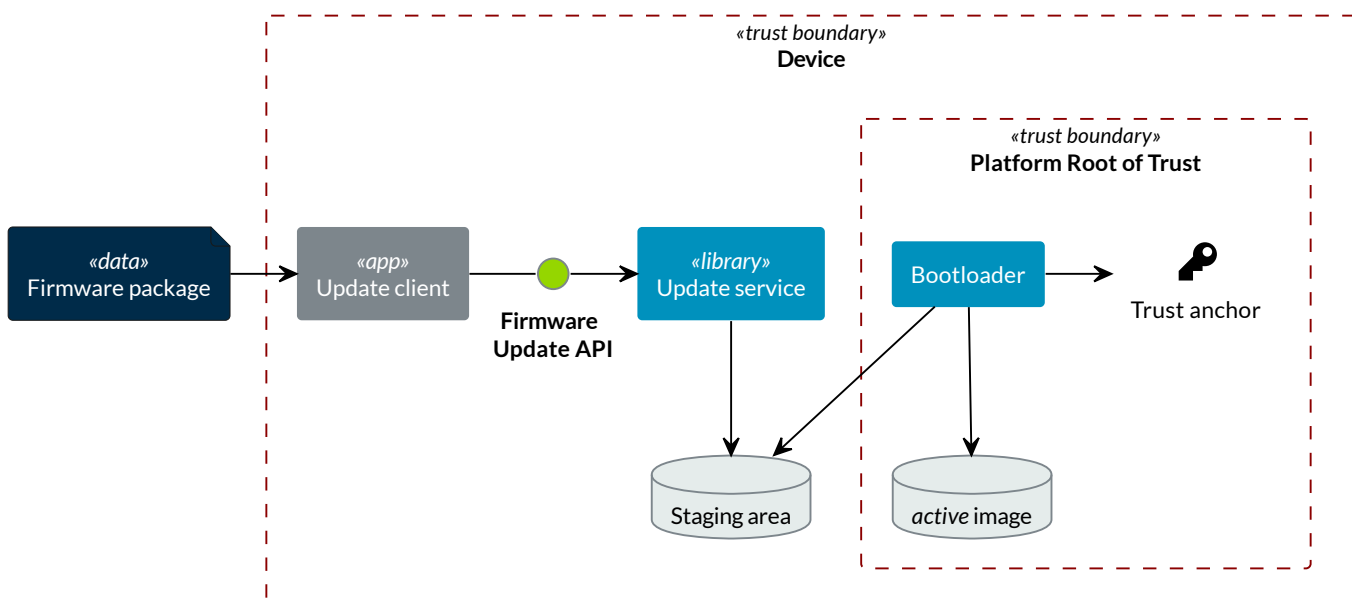 «trust boundary»
Device
«trust boundary»
Platform Root of Trust
«data»
Firmware package
«app»
Update client
Firmware
Update API
«library»
Update service
Bootloader
Trust anchor
Staging area
active image